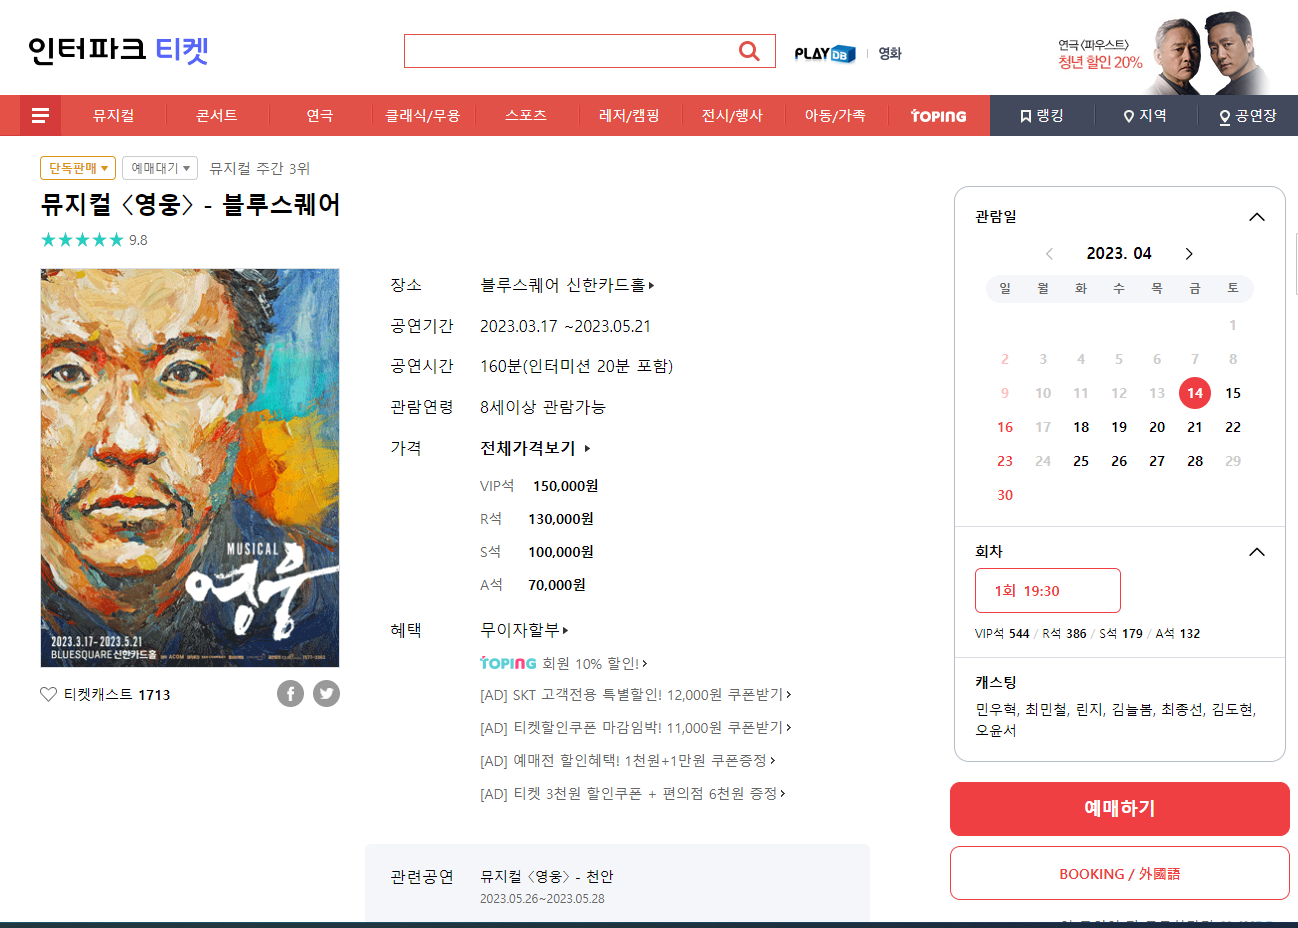 인터파크 티켓
PLAY DB 영화
연극 〈파우스트〉
청년 할인 20%
뮤지컬 콘서트 연극 클래식/무용 스포츠 레저/캠핑 전시/행사 아동/가족 TOPING 랭킹 지역 공연장
단독판매 예매대기 뮤지컬 주간 3위
뮤지컬 〈영웅〉 - 블루스퀘어
9.8
MUSICAL
영웅
2023.3.17-2023.5.21
BLUESQUARE 신한카드홀
티켓캐스트 1713
장소 블루스퀘어 신한카드홀
공연기간 2023.03.17 ~2023.05.21
공연시간 160분(인터미션 20분 포함)
관람연령 8세이상 관람가능
가격 전체가격보기
VIP석 150,000원
R석 130,000원
S석 100,000원
A석 70,000원
혜택 무이자할부
TOPING 회원 10% 할인!
[AD] SKT 고객전용 특별할인! 12,000원 쿠폰받기
[AD] 티켓할인쿠폰 마감임박! 11,000원 쿠폰받기
[AD] 예매전 할인혜택! 1천원+1만원 쿠폰증정
[AD] 티켓 3천원 할인쿠폰 + 편의점 6천원 증정
관련공연 뮤지컬 〈영웅〉 - 천안
2023.05.26~2023.05.28
관람일
2023. 04
일 월 화 수 목 금 토
1
2 3 4 5 6 7 8
9 10 11 12 13 14 15
16 17 18 19 20 21 22
23 24 25 26 27 28 29
30
회차
1회 19:30
VIP석 544 / R석 386 / S석 179 / A석 132
캐스팅
민우혁, 최민철, 린지, 김늘봄, 최종선, 김도현,
오윤서
예매하기
BOOKING / 外國語